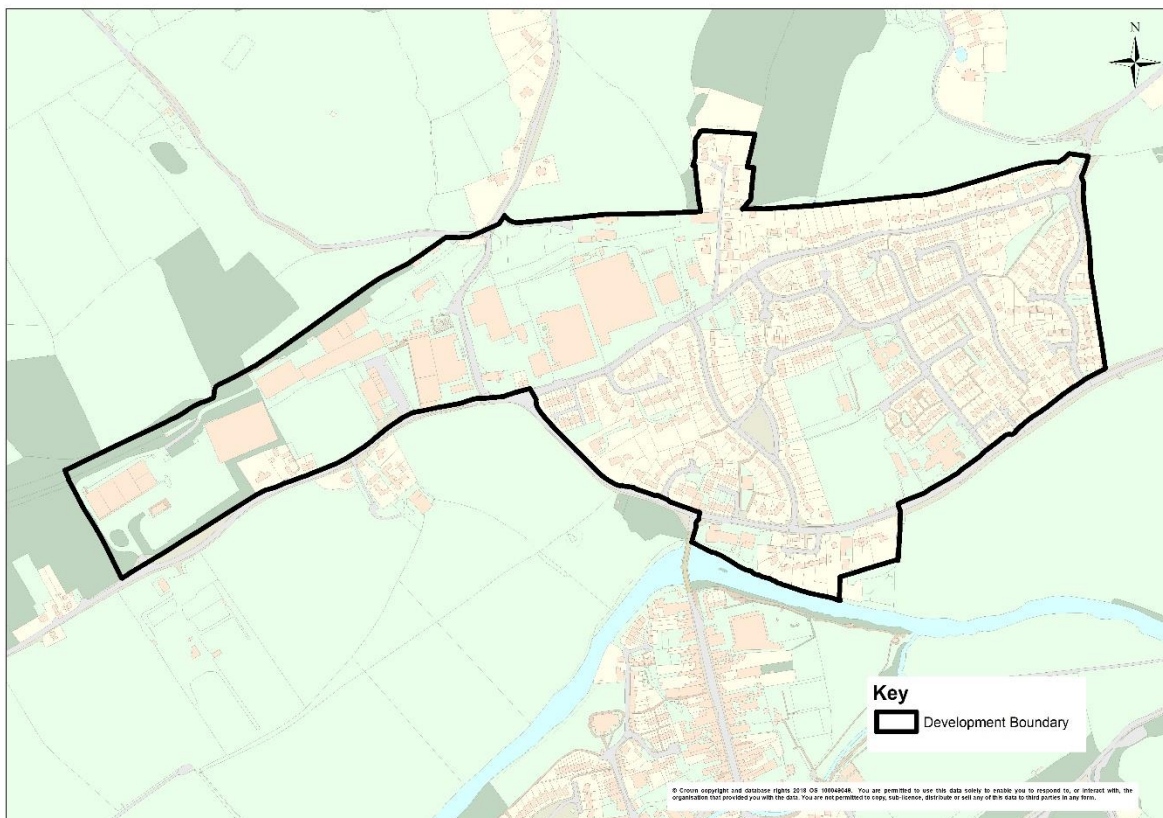 N
Key
Development Boundary
© Crown copyright and database rights 2018 OS 100049049. You are permitted to use this data solely to enable you to respond to, or interact with, the
organisation that provided you with the data. You are not permitted to copy, sub-licence, distribute or sell any of this data to third parties in any form.